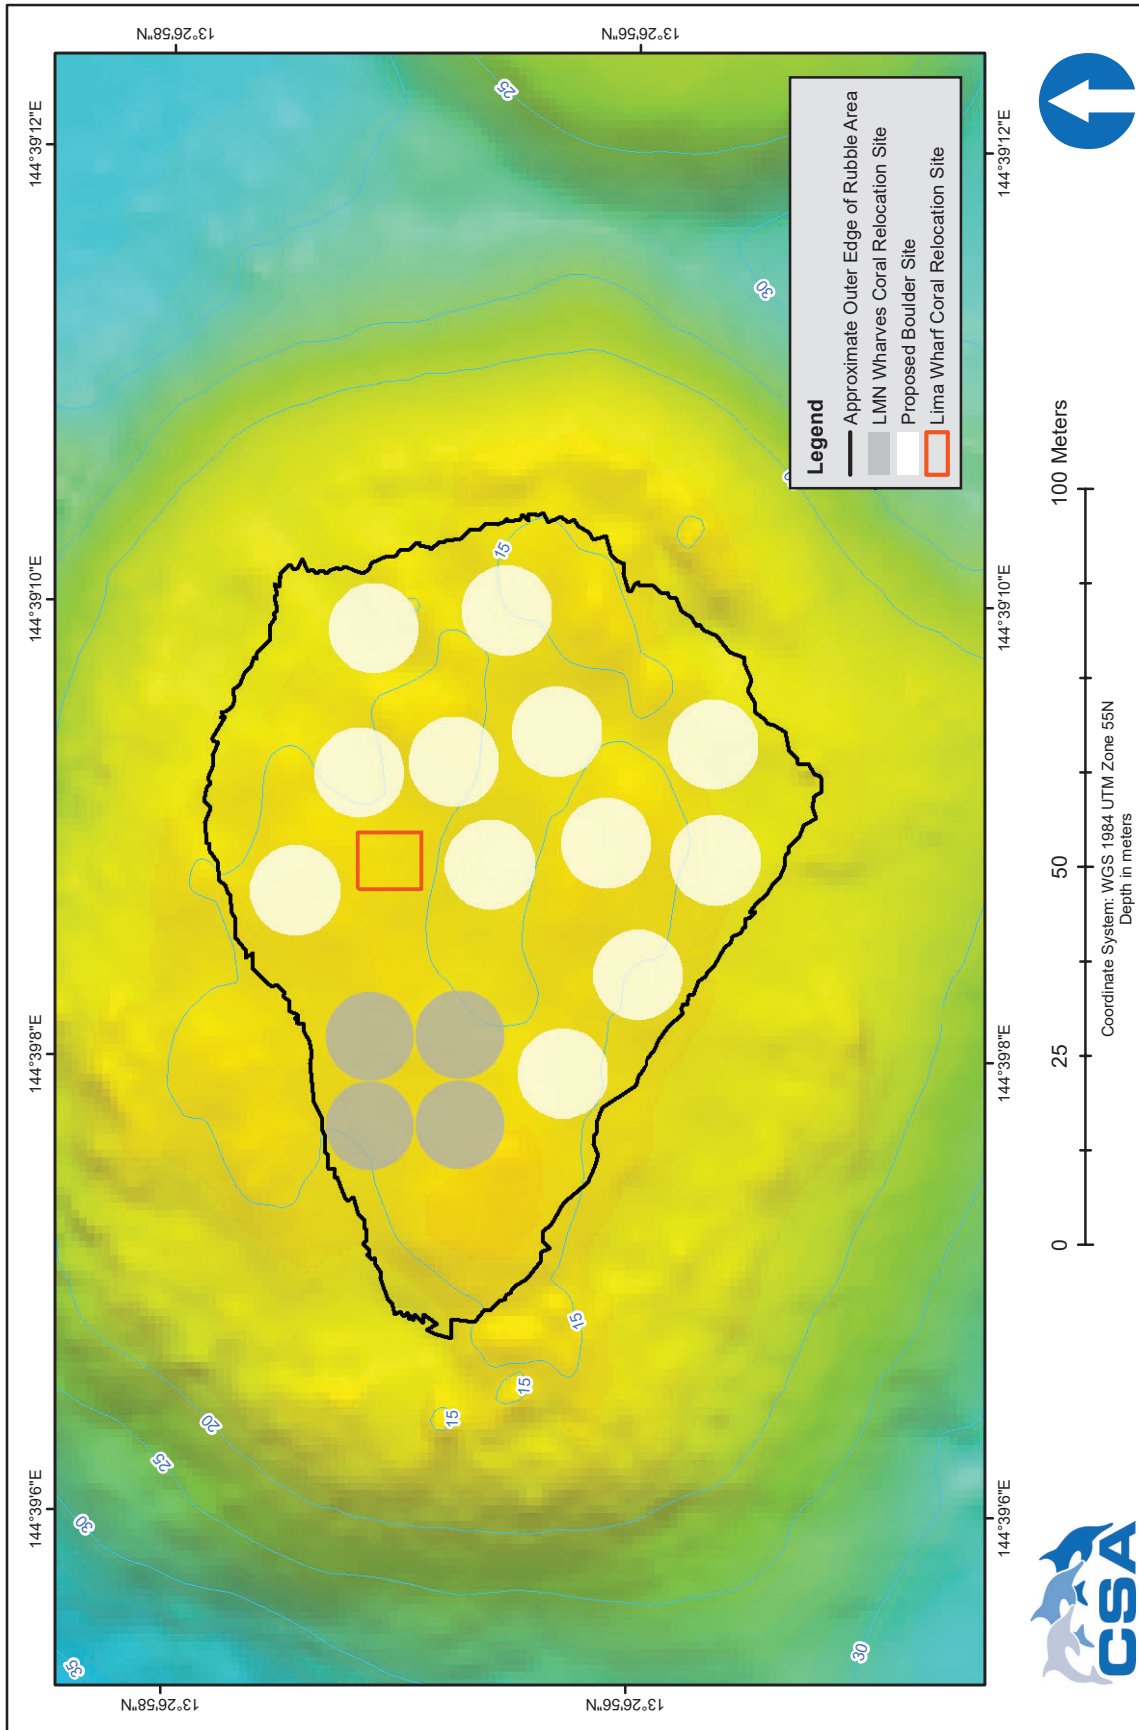 144°39'6"E
144°39'8"E
144°39'10"E
144°39'12"E
13°26'58"N
13°26'58"N
13°26'56"N
13°26'56"N
35
30
25
20
15
15
15
15
30
25
30
Legend
Approximate Outer Edge of Rubble Area
LMN Wharves Coral Relocation Site
Proposed Boulder Site
Lima Wharf Coral Relocation Site
144°39'6"E
144°39'8"E
144°39'10"E
144°39'12"E
CSA
0 25 50 100 Meters
Coordinate System: WGS 1984 UTM Zone 55N
Depth in meters